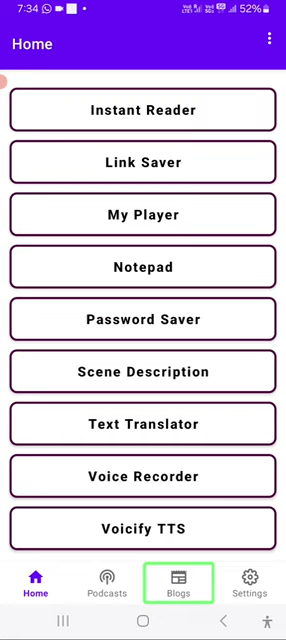 7:34 52%
Home
Instant Reader
Link Saver
My Player
Notepad
Password Saver
Scene Description
Text Translator
Voice Recorder
Voicify TTS
Home Podcasts Blogs Settings